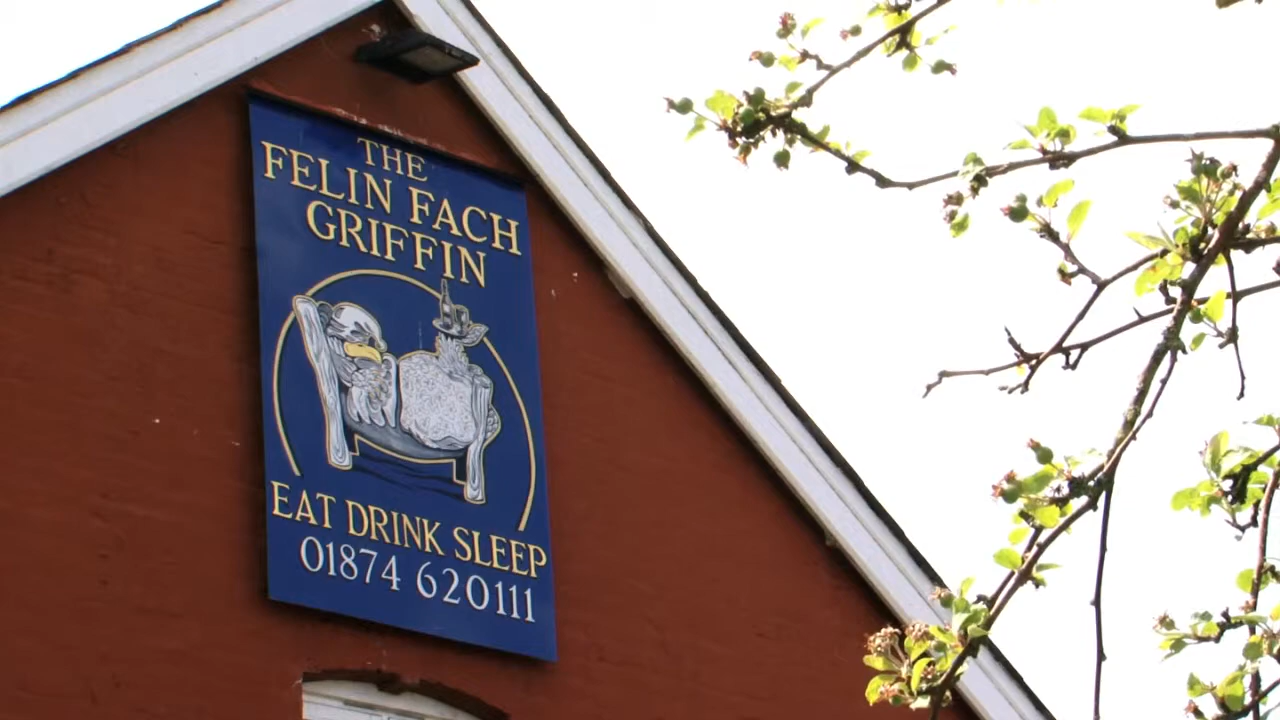 THE
FELIN FACH
GRIFFIN
EAT DRINK SLEEP
01874 620111